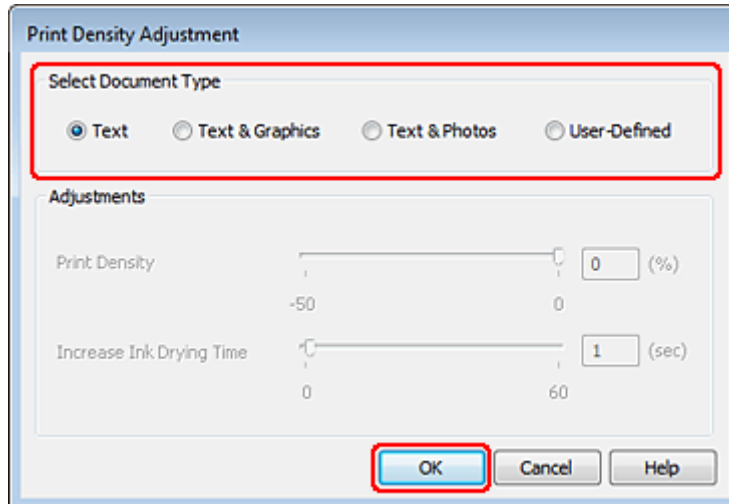 Print Density Adjustment
Select Document Type
Text Text & Graphics Text & Photos User-Defined
Adjustments
Print Density 0 (%)
-50 0
Increase Ink Drying Time 1 (sec)
0 60
OK Cancel Help